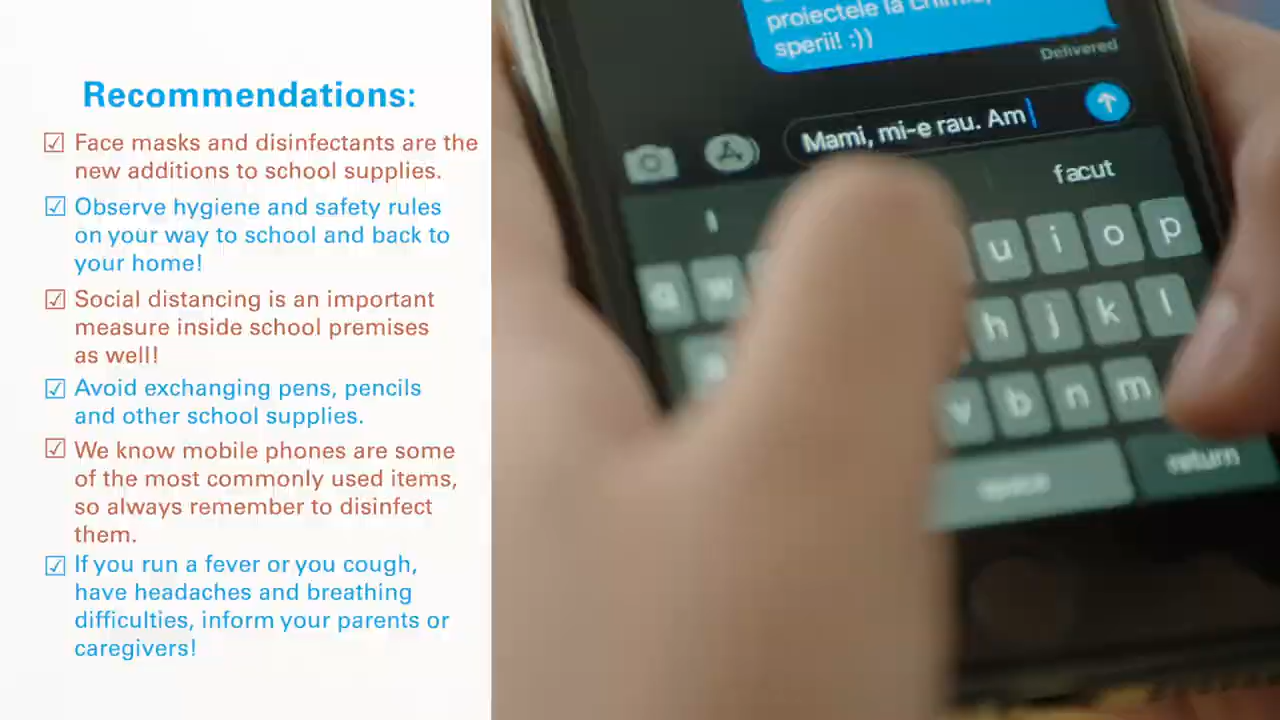 Recommendations:
☑ Face masks and disinfectants are the
new additions to school supplies.
☑ Observe hygiene and safety rules
on your way to school and back to
your home!
☑ Social distancing is an important
measure inside school premises
as well!
☑ Avoid exchanging pens, pencils
and other school supplies.
☑ We know mobile phones are some
of the most commonly used items,
so always remember to disinfect
them.
☑ If you run a fever or you cough,
have headaches and breathing
difficulties, inform your parents or
caregivers!
proiectele la chimie,
sperii! :))
Delivered
Mami, mi-e rau. Am
I
facut
q w u i o p
a h j k l
v b n m
space return